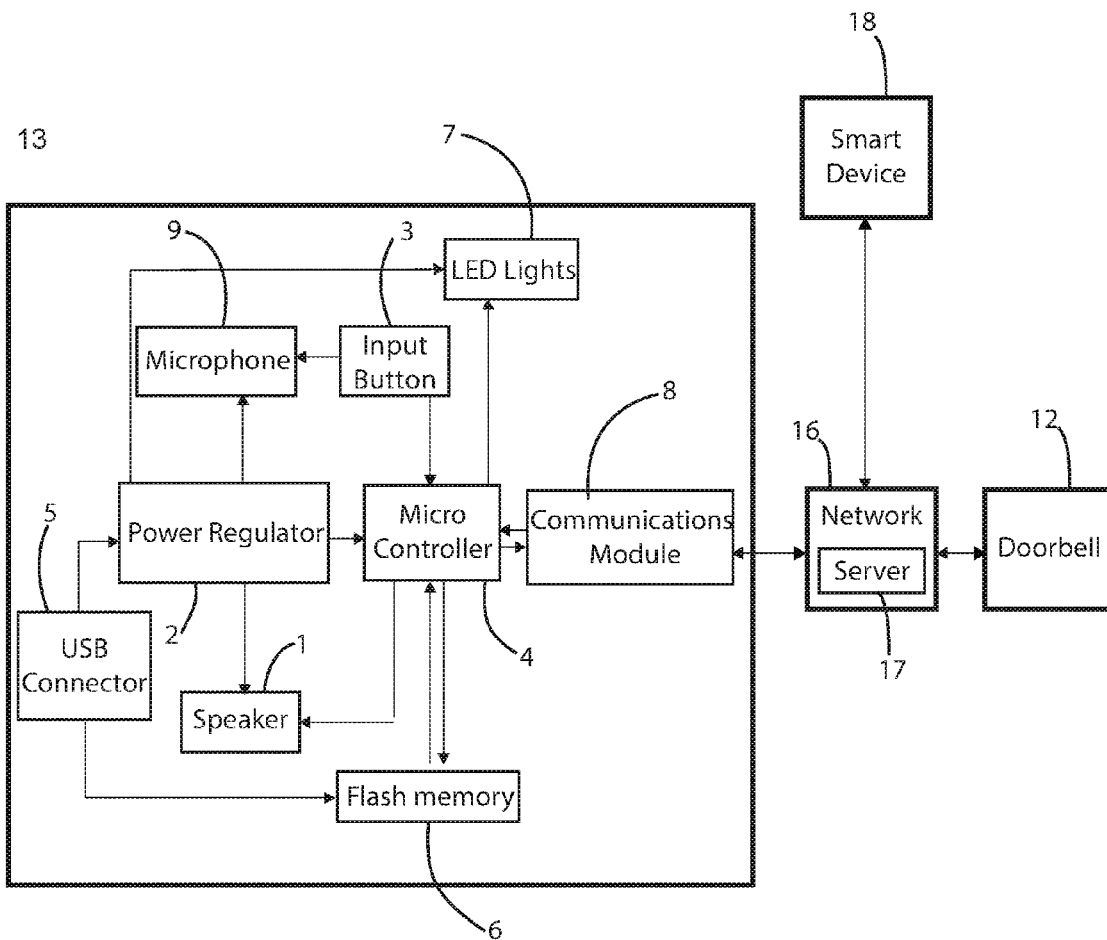 18
Smart
Device
13
7
9
3
LED Lights
Microphone
Input
Button
8
16
12
5
Power Regulator
Micro
Controller
Communications
Module
Network
Server
Doorbell
2
1
4
17
USB
Connector
Speaker
Flash memory
6